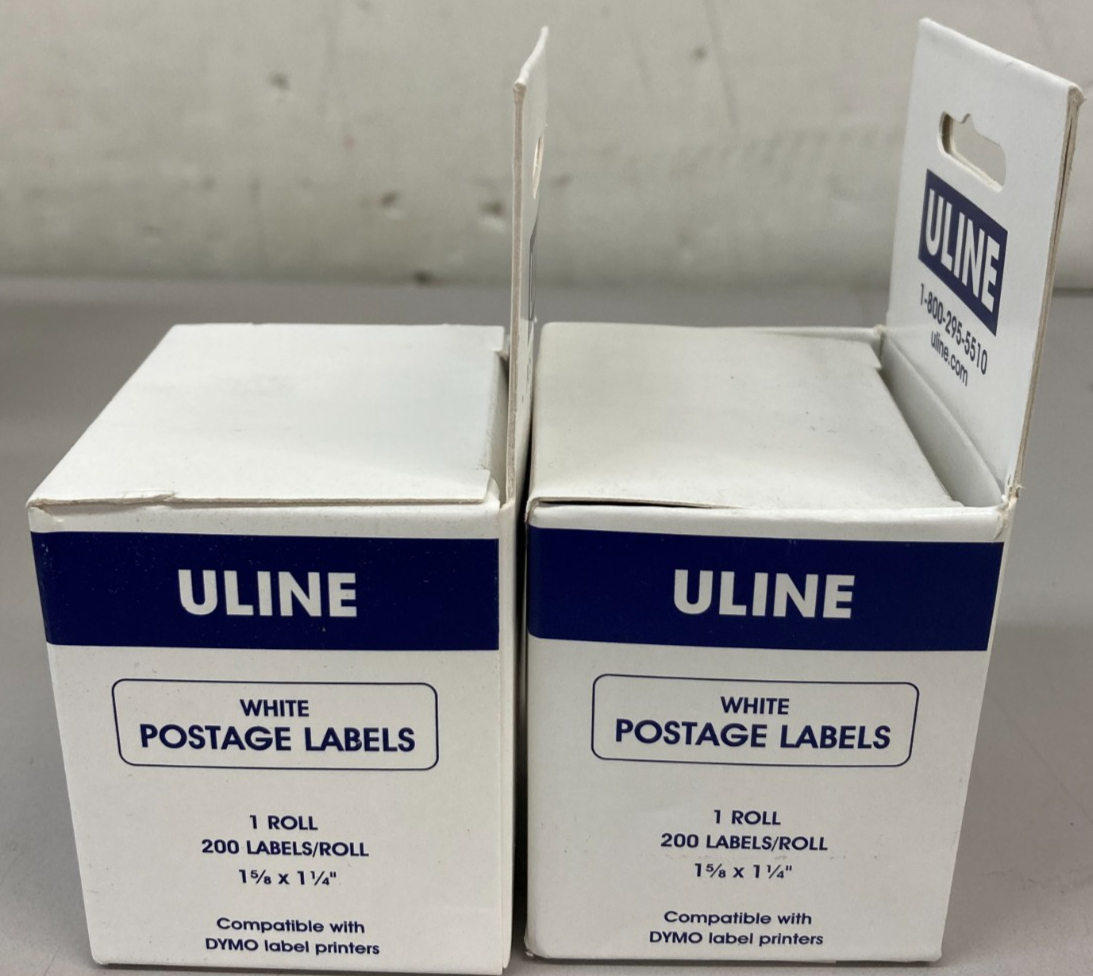 ULINE
WHITE
POSTAGE LABELS
1 ROLL
200 LABELS/ROLL
1⅝ x 1¼"
Compatible with
DYMO label printers
ULINE
1-800-295-5510
uline.com
ULINE
WHITE
POSTAGE LABELS
1 ROLL
200 LABELS/ROLL
1⅝ x 1¼"
Compatible with
DYMO label printers